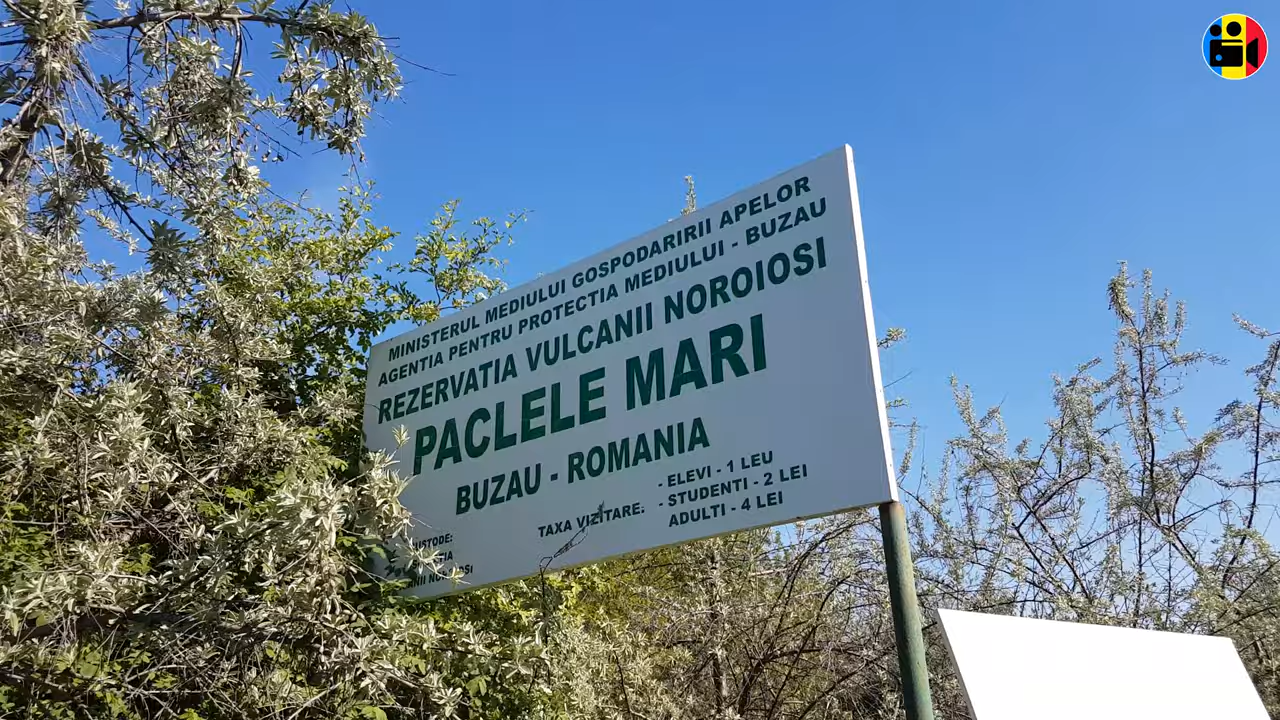 MINISTERUL MEDIULUI GOSPODARIRII APELOR
AGENTIA PENTRU PROTECTIA MEDIULUI - BUZAU
REZERVATIA VULCANII NOROIOSI
PACLELE MARI
BUZAU - ROMANIA
TAXA VIZITARE: - ELEVI - 1 LEU
- STUDENTI - 2 LEI
ADULTI - 4 LEI